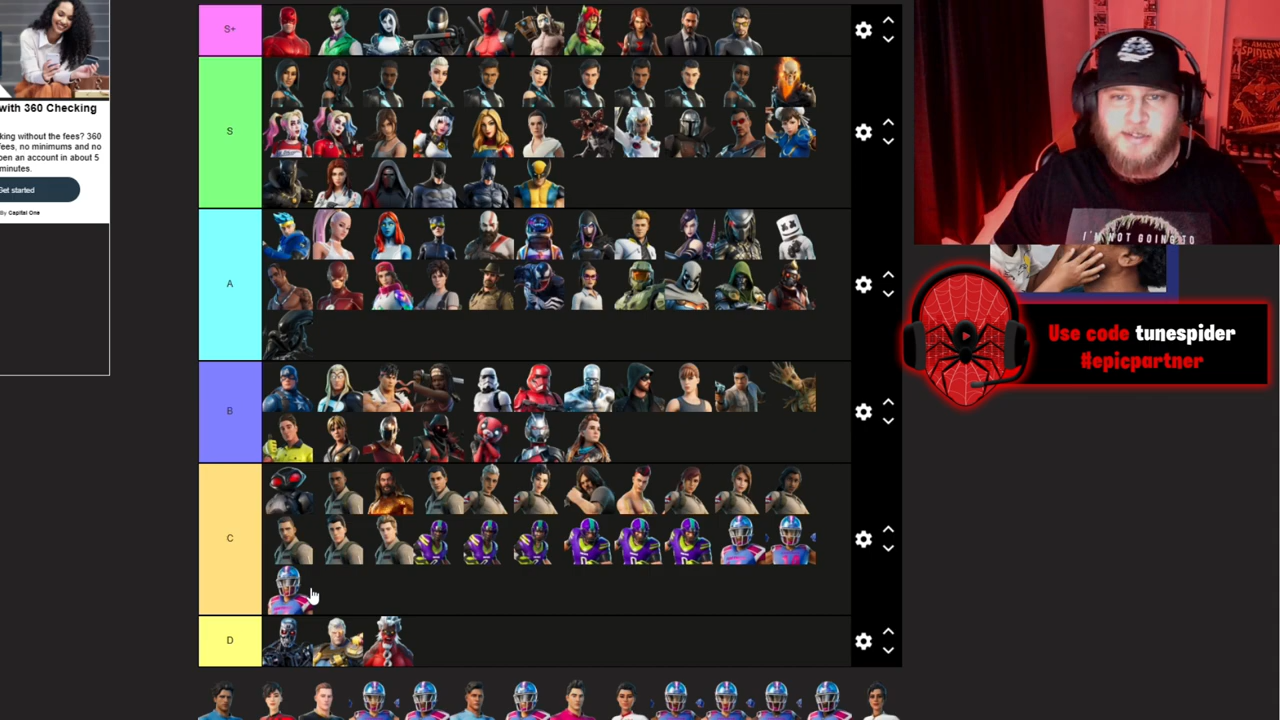 with 360 Checking
king without the fees? 360
fees, no minimums and no
pen an account in about 5
minutes.
Get started
By Capital One
S+
S
A
B
C
D
I'M NOT GOING TO
Use code tunespider
#epicpartner